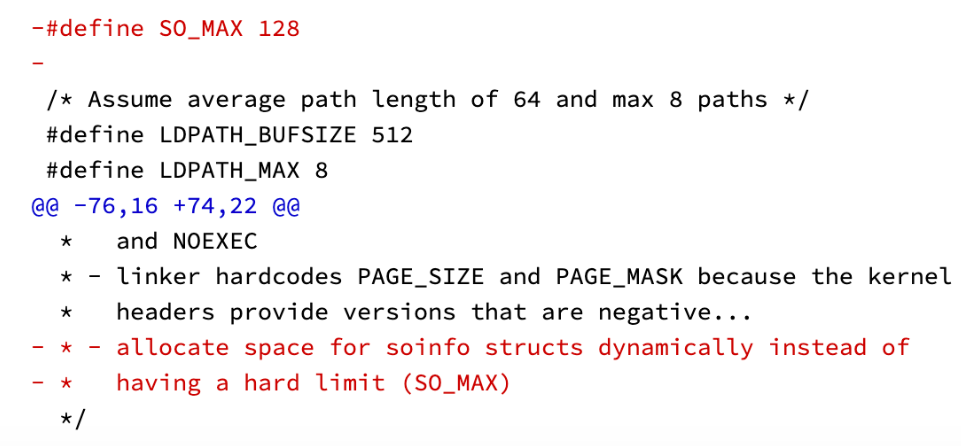 -#define SO_MAX 128
-
 /* Assume average path length of 64 and max 8 paths */
 #define LDPATH_BUFSIZE 512
 #define LDPATH_MAX 8
@@ -76,16 +74,22 @@
  *   and NOEXEC
  * - linker hardcodes PAGE_SIZE and PAGE_MASK because the kernel
  *   headers provide versions that are negative...
- * - allocate space for soinfo structs dynamically instead of
- *   having a hard limit (SO_MAX)
  */